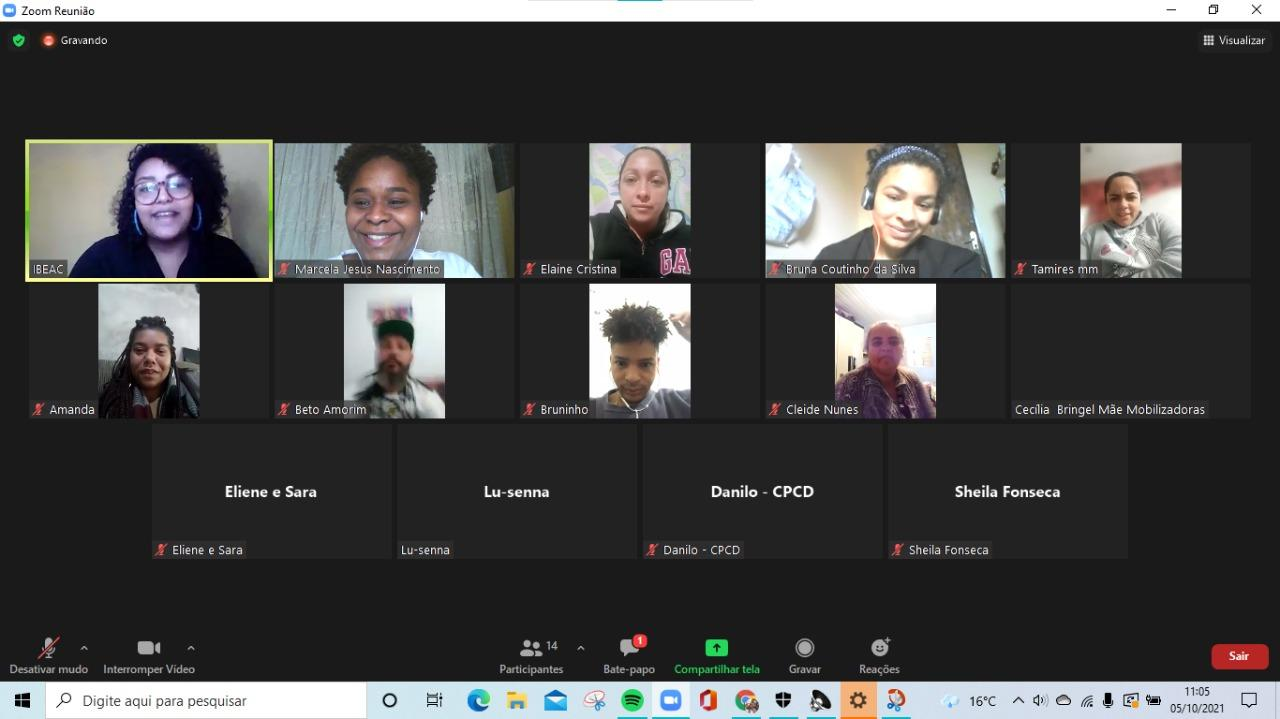 Zoom Reunião
Gravando
Visualizar
IBEAC
Marcela Jesus Nascimento
Elaine Cristina
GA
Bruna Coutinho da Silva
Tamires mm
Amanda
Beto Amorim
Bruninho
Cleide Nunes
Cecília Bringel Mãe Mobilizadoras
Eliene e Sara
Lu-senna
Danilo - CPCD
Sheila Fonseca
Eliene e Sara
Lu-senna
Danilo - CPCD
Sheila Fonseca
Desativar mudo
Interromper Vídeo
14
Participantes
1
Bate-papo
Compartilhar tela
Gravar
Reações
Sair
Digite aqui para pesquisar
16°C
11:05
05/10/2021